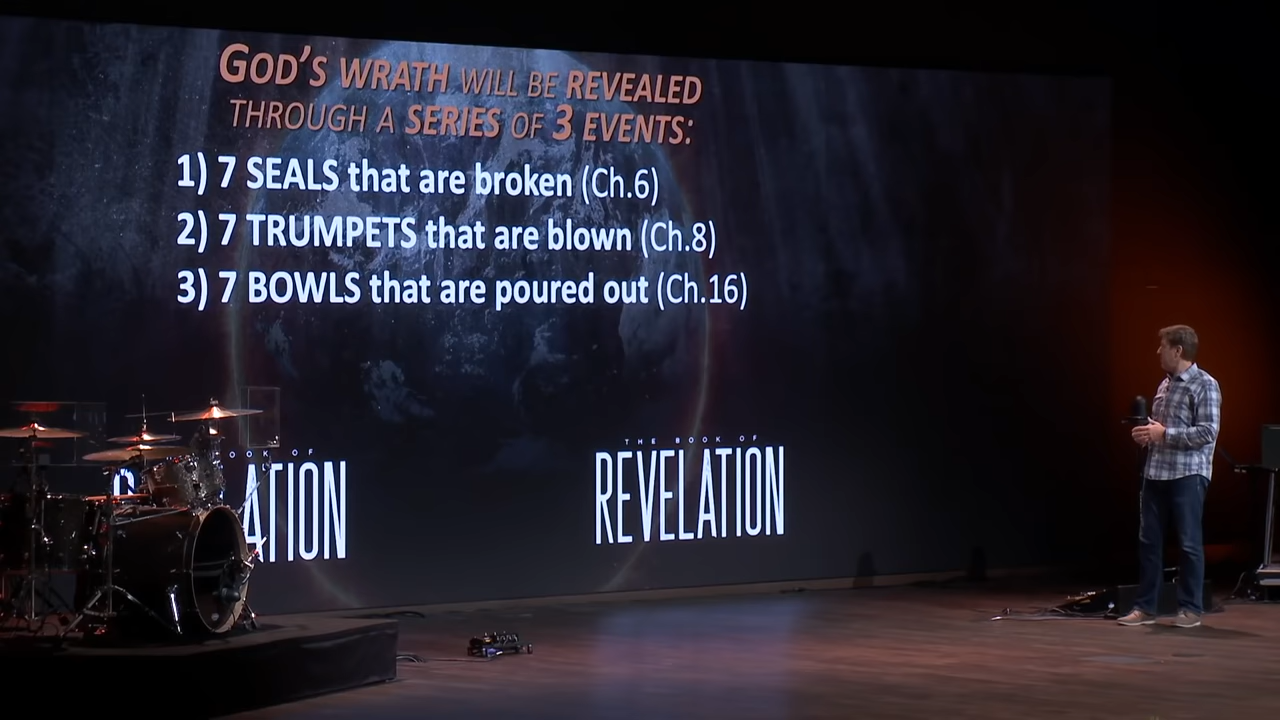 GOD'S WRATH WILL BE REVEALED
THROUGH A SERIES OF 3 EVENTS:
1) 7 SEALS that are broken (Ch.6)
2) 7 TRUMPETS that are blown (Ch.8)
3) 7 BOWLS that are poured out (Ch.16)
OOK OF
ATION
THE BOOK OF
REVELATION